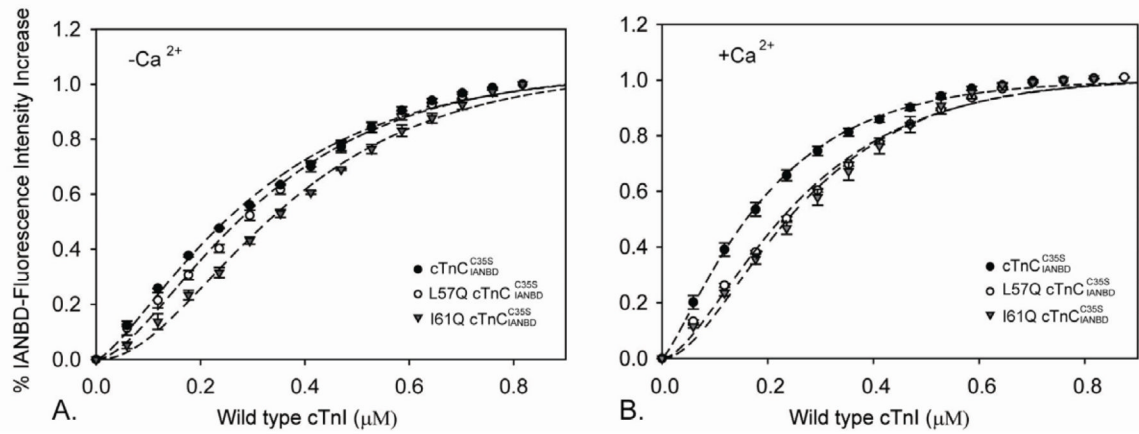 % IANBD-Fluorescence Intensity Increase
1.2
1.0
0.8
0.6
0.4
0.2
0.0
-Ca 2+
cTnC C35S IANBD
L57Q cTnC C35S IANBD
I61Q cTnC C35S IANBD
0.0 0.2 0.4 0.6 0.8
A. Wild type cTnI (μM)
1.2
1.0
0.8
0.6
0.4
0.2
0.0
+Ca 2+
cTnC C35S IANBD
L57Q cTnC C35S IANBD
I61Q cTnC C35S IANBD
0.0 0.2 0.4 0.6 0.8
B. Wild type cTnI (μM)